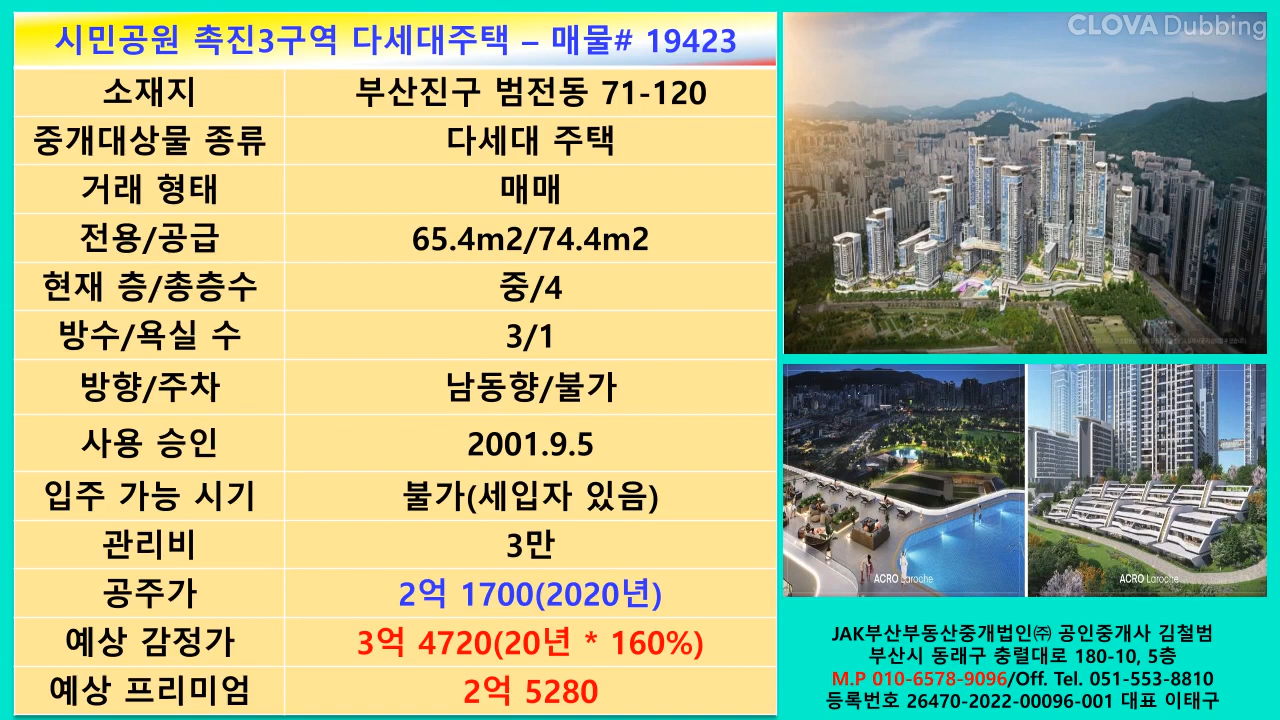 시민공원 촉진3구역 다세대주택 – 매물# 19423
소재지 부산진구 범전동 71-120
중개대상물 종류 다세대 주택
거래 형태 매매
전용/공급 65.4m2/74.4m2
현재 층/총층수 중/4
방수/욕실 수 3/1
방향/주차 남동향/불가
사용 승인 2001.9.5
입주 가능 시기 불가(세입자 있음)
관리비 3만
공주가 2억 1700(2020년)
예상 감정가 3억 4720(20년 * 160%)
예상 프리미엄 2억 5280
CLOVA Dubbing
ACRO Laroche
ACRO Laroche
JAK부산부동산중개법인㈜ 공인중개사 김철범
부산시 동래구 충렬대로 180-10, 5층
M.P 010-6578-9096/Off. Tel. 051-553-8810
등록번호 26470-2022-00096-001 대표 이태구